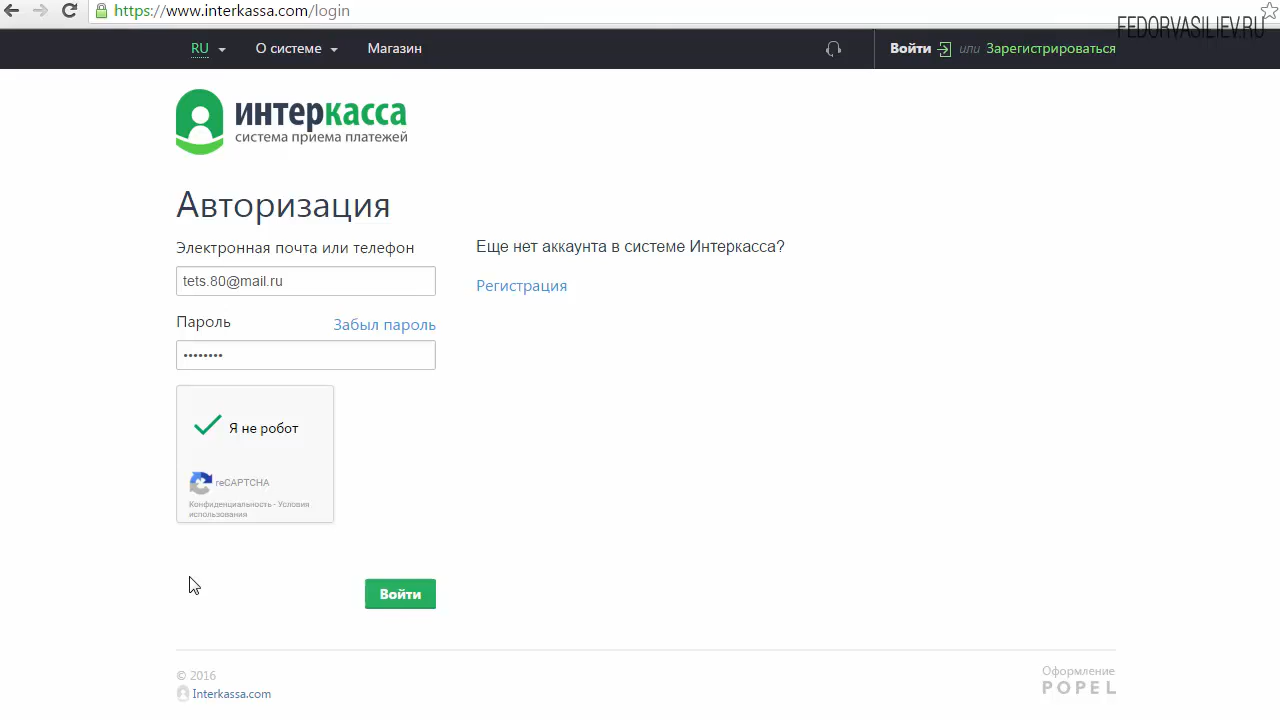 https://www.interkassa.com/login
FEDORVASILIEV.RU
RU О системе Магазин Войти или Зарегистрироваться
интеркасса
система приема платежей
Авторизация
Электронная почта или телефон
tets.80@mail.ru
Пароль Забыл пароль
••••••••
Я не робот
reCAPTCHA
Конфиденциальность - Условия
использования
Войти
Еще нет аккаунта в системе Интеркасса?
Регистрация
© 2016
Interkassa.com
Оформление
POPEL